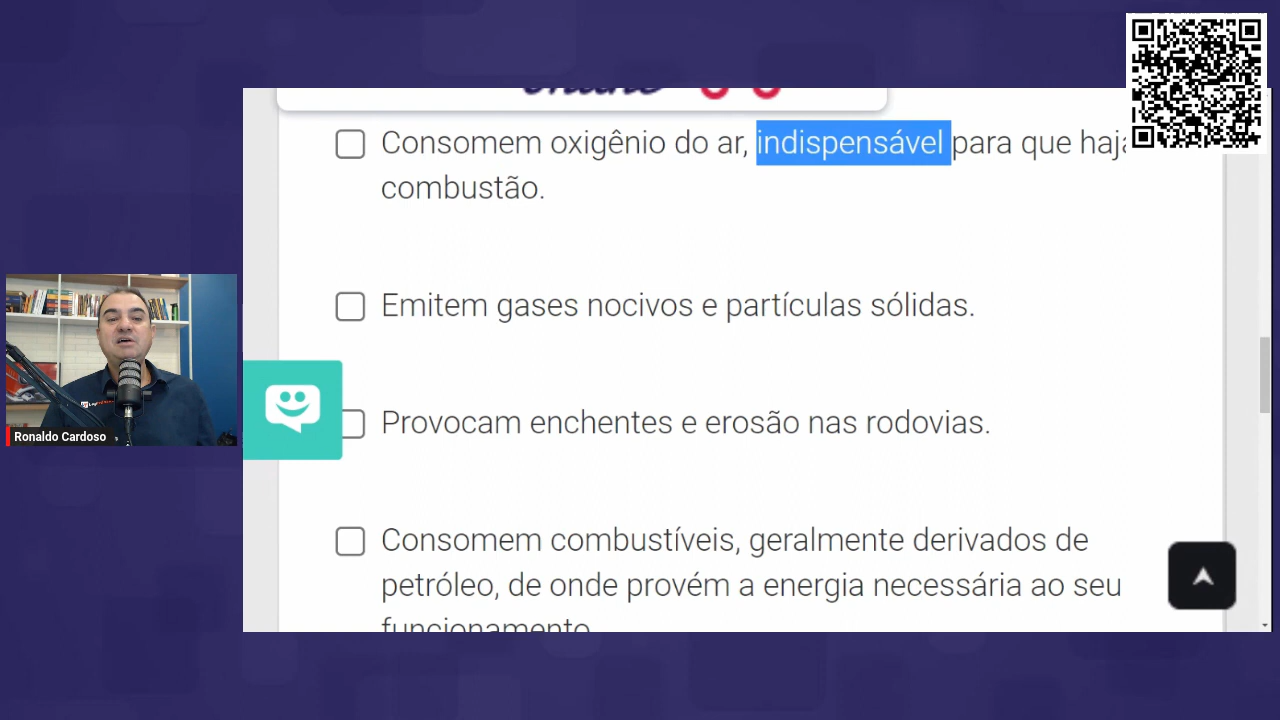 Consomem oxigênio do ar, indispensável para que haja
combustão.
Emitem gases nocivos e partículas sólidas.
Provocam enchentes e erosão nas rodovias.
Consomem combustíveis, geralmente derivados de
petróleo, de onde provém a energia necessária ao seu
funcionamento
Ronaldo Cardoso